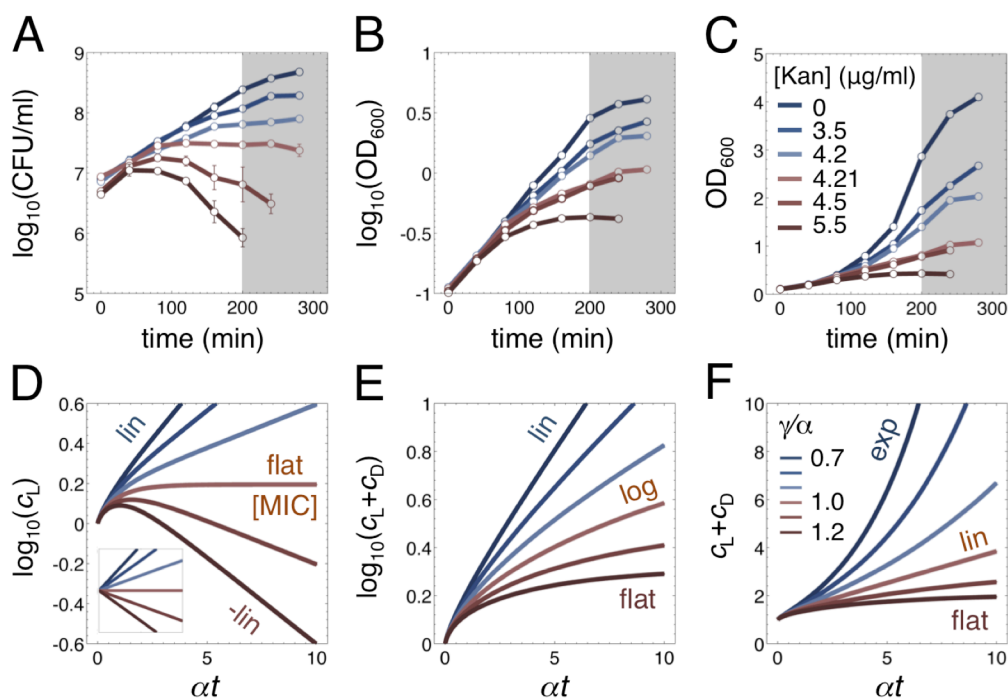 A
B
C
log₁₀(CFU/ml)
9
8
7
6
5
0
100
200
300
time (min)
log₁₀(OD₆₀₀)
1
0.5
0
-0.5
-1
0
100
200
300
time (min)
OD₆₀₀
5
4
3
2
1
0
0
100
200
300
time (min)
[Kan] (μg/ml)
0
3.5
4.2
4.21
4.5
5.5
D
E
F
log₁₀(c_L)
0.6
0.4
0.2
0
-0.2
-0.4
-0.6
0
5
10
αt
lin
flat
[MIC]
-lin
log₁₀(c_L+c_D)
1
0.8
0.6
0.4
0.2
0
0
5
10
αt
lin
log
flat
c_L+c_D
10
8
6
4
2
0
0
5
10
αt
γ/α
0.7
1.0
1.2
exp
lin
flat